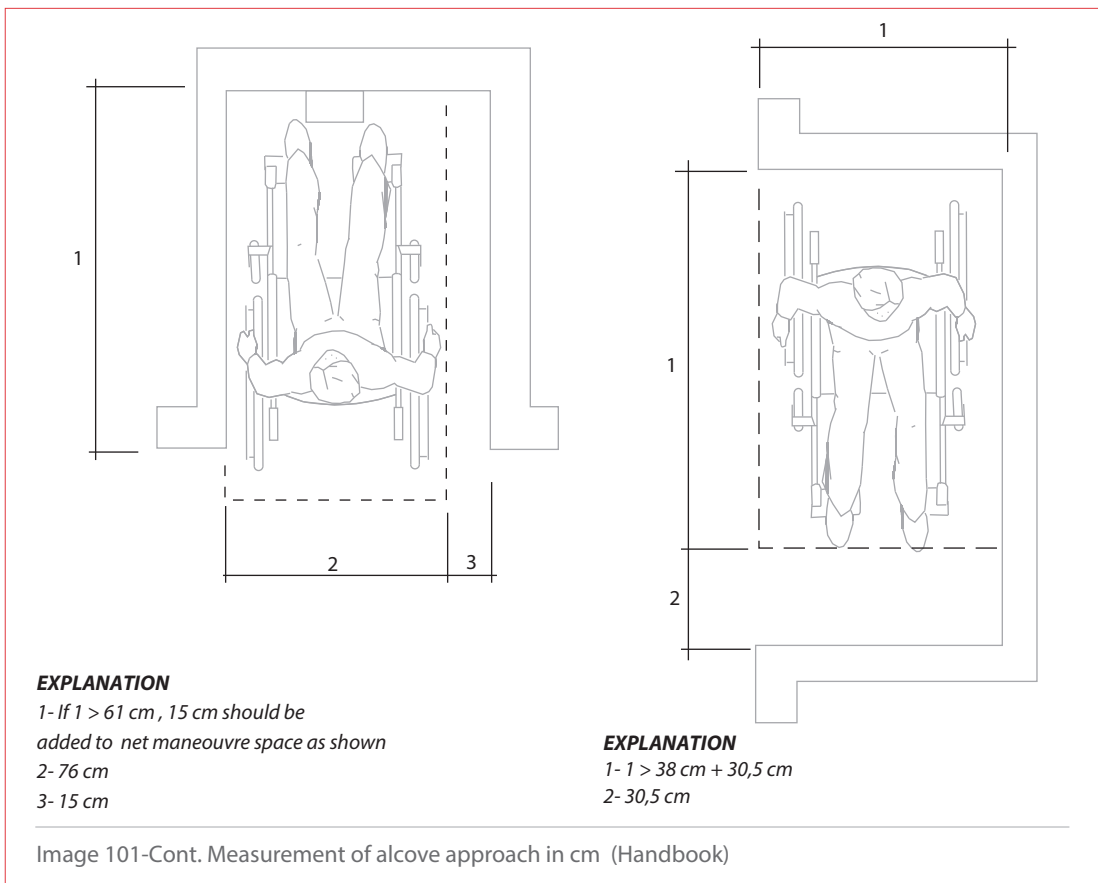 1
2
3
EXPLANATION
1- If 1 > 61 cm , 15 cm should be
added to net maneouvre space as shown
2- 76 cm
3- 15 cm
1
1
2
EXPLANATION
1- 1 > 38 cm + 30,5 cm
2- 30,5 cm
Image 101-Cont. Measurement of alcove approach in cm (Handbook)